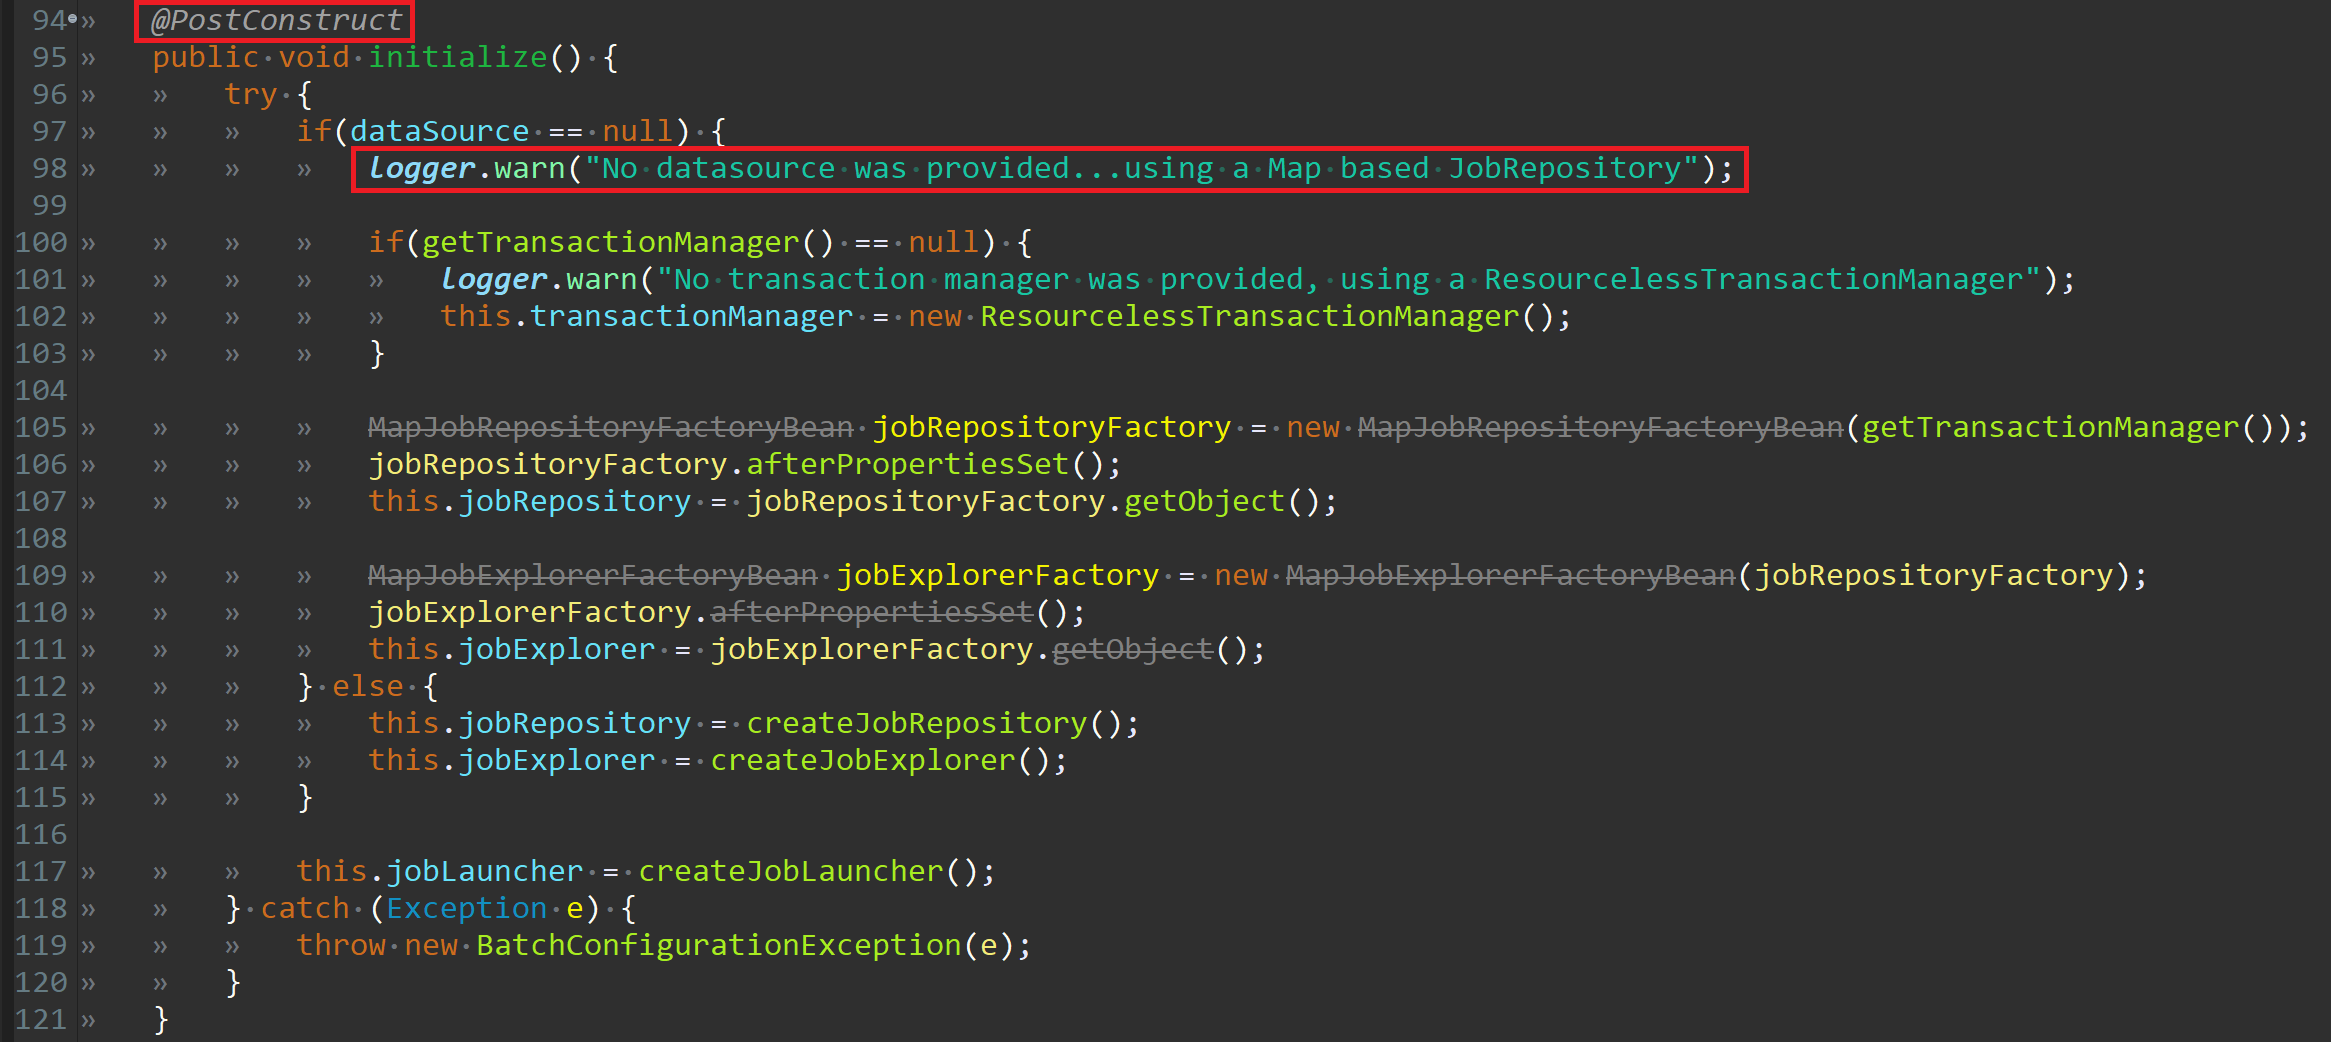 94 @PostConstruct
95 public void initialize() {
96 try {
97 if(dataSource == null) {
98 logger.warn("No datasource was provided...using a Map based JobRepository");
99
100 if(getTransactionManager() == null) {
101 logger.warn("No transaction manager was provided, using a ResourcelessTransactionManager");
102 this.transactionManager = new ResourcelessTransactionManager();
103 }
104
105 MapJobRepositoryFactoryBean jobRepositoryFactory = new MapJobRepositoryFactoryBean(getTransactionManager());
106 jobRepositoryFactory.afterPropertiesSet();
107 this.jobRepository = jobRepositoryFactory.getObject();
108
109 MapJobExplorerFactoryBean jobExplorerFactory = new MapJobExplorerFactoryBean(jobRepositoryFactory);
110 jobExplorerFactory.afterPropertiesSet();
111 this.jobExplorer = jobExplorerFactory.getObject();
112 } else {
113 this.jobRepository = createJobRepository();
114 this.jobExplorer = createJobExplorer();
115 }
116
117 this.jobLauncher = createJobLauncher();
118 } catch (Exception e) {
119 throw new BatchConfigurationException(e);
120 }
121 }